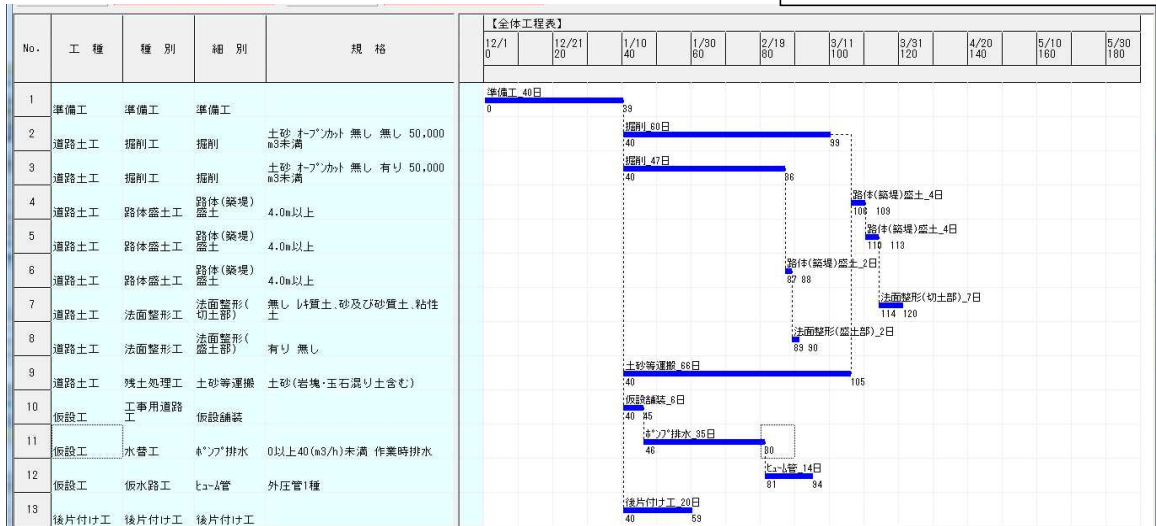 【全体工程表】
No. 工 種 種 別 細 別 規 格
12/1 12/21 1/10 1/30 2/19 3/11 3/31 4/20 5/10 5/30
0 20 40 60 80 100 120 140 160 180
1 準備工 準備工 準備工
準備工_40日
0 39
2 道路土工 掘削工 掘削 土砂 ｵｰﾌﾟﾝｶｯﾄ 無し 無し 50,000
m3未満
掘削_60日
40 99
3 道路土工 掘削工 掘削 土砂 ｵｰﾌﾟﾝｶｯﾄ 無し 有り 50,000
m3未満
掘削_47日
40 86
4 道路土工 路体盛土工 路体(築堤)
盛土 4.0m以上
路体(築堤)盛土_4日
106 109
5 道路土工 路体盛土工 路体(築堤)
盛土 4.0m以上
路体(築堤)盛土_4日
110 113
6 道路土工 路体盛土工 路体(築堤)
盛土 4.0m以上
路体(築堤)盛土_2日
87 88
7 道路土工 法面整形工 法面整形(
切土部) 無し ﾚｷ質土､砂及び砂質土､粘性
土
法面整形(切土部)_7日
114 120
8 道路土工 法面整形工 法面整形(
盛土部) 有り 無し
法面整形(盛土部)_2日
89 90
9 道路土工 残土処理工 土砂等運搬 土砂(岩塊･玉石混り土含む)
土砂等運搬_66日
40 105
10 仮設工 工事用道路
工 仮設舗装
仮設舗装_6日
40 45
11 仮設工 水替工 ﾎﾟﾝﾌﾟ排水 0以上40(m3/h)未満 作業時排水
ﾎﾟﾝﾌﾟ排水_35日
46 80
12 仮設工 仮水路工 ﾋｭｰﾑ管 外圧管1種
ﾋｭｰﾑ管_14日
81 94
13 後片付け工 後片付け工 後片付け工
後片付け工_20日
40 59